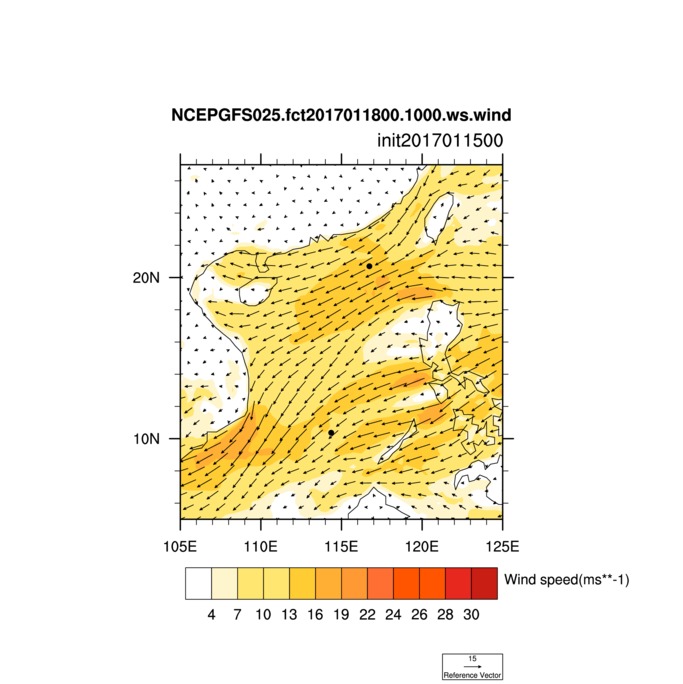 NCEPGFS025.fct2017011800.1000.ws.wind
init2017011500
20N
10N
105E 110E 115E 120E 125E
Wind speed(ms**-1)
4 7 10 13 16 19 22 24 26 28 30
15
Reference Vector